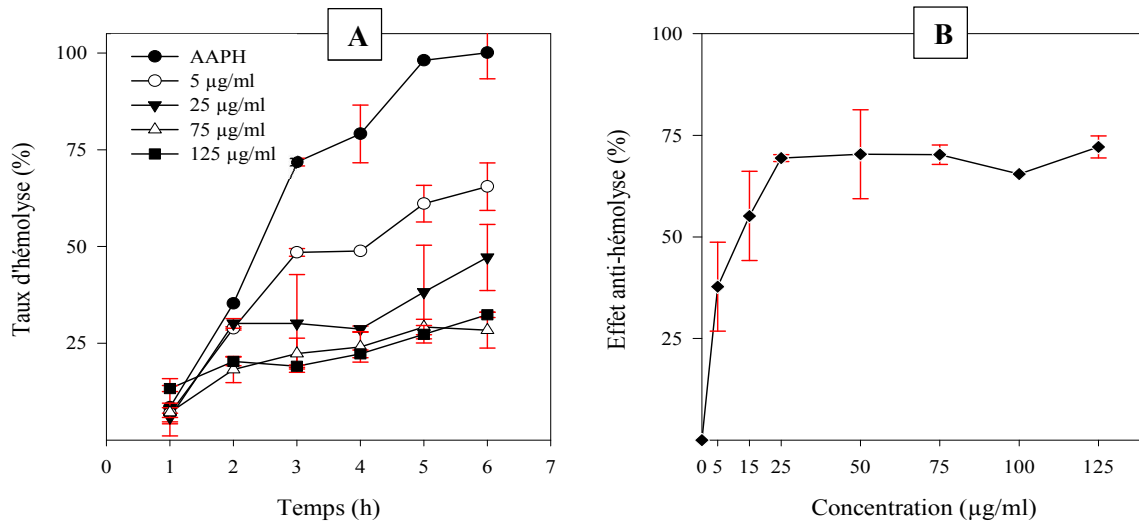 A
Taux d'hémolyse (%)
100
75
50
25
AAPH
5 µg/ml
25 µg/ml
75 µg/ml
125 µg/ml
0 1 2 3 4 5 6 7
Temps (h)
B
Effet anti-hémolyse (%)
100
75
50
25
0 5 15 25 50 75 100 125
Concentration (µg/ml)